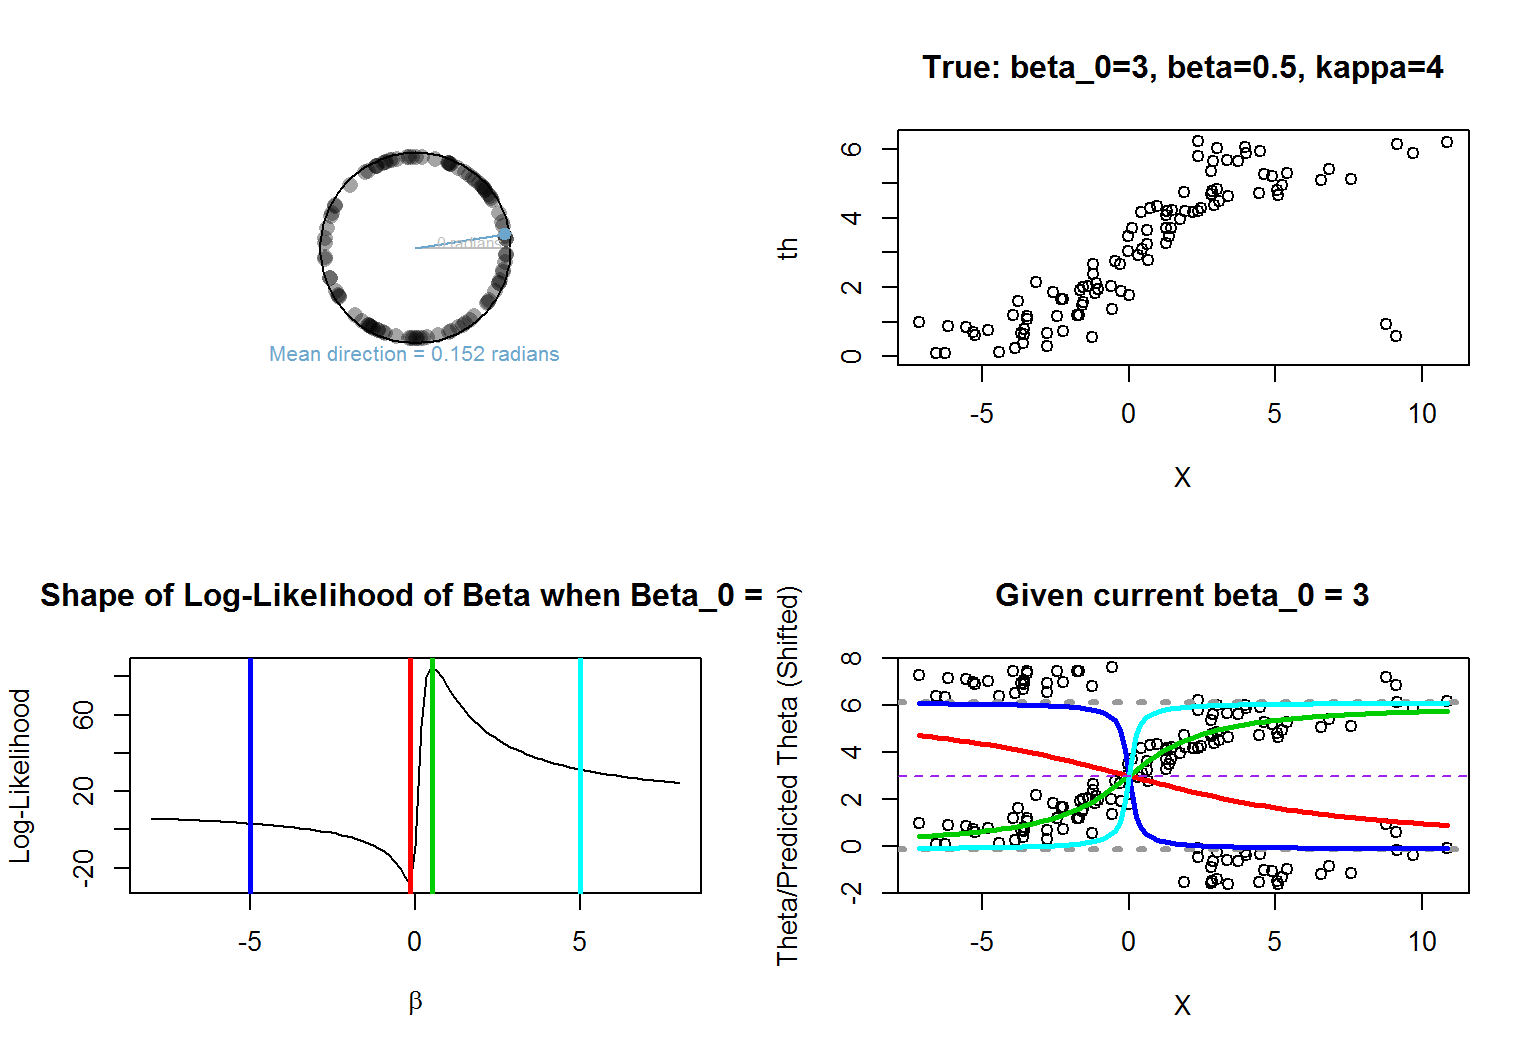 0 radians
Mean direction = 0.152 radians
True: beta_0=3, beta=0.5, kappa=4
th
0
2
4
6
-5
0
5
10
X
Shape of Log-Likelihood of Beta when Beta_0 =
Log-Likelihood
-20
20
60
-5
0
5
β
Given current beta_0 = 3
Theta/Predicted Theta (Shifted)
-2
0
2
4
6
8
-5
0
5
10
X